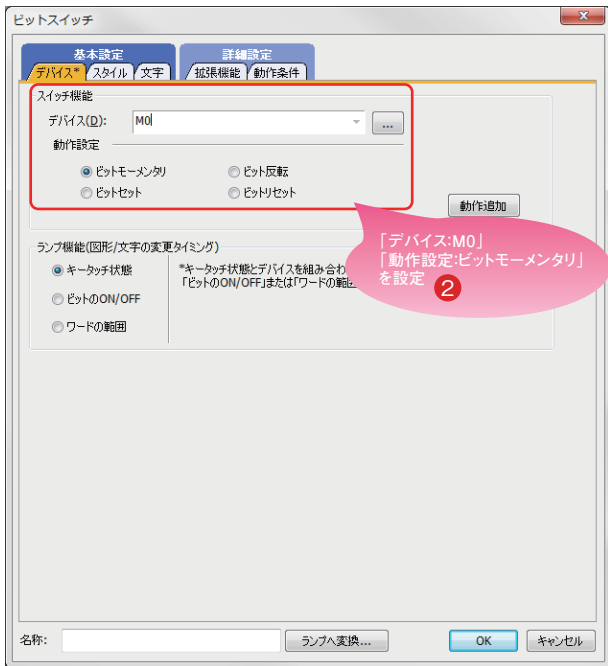 ビットスイッチ
基本設定 詳細設定
デバイス* スタイル 文字 拡張機能 動作条件
スイッチ機能
デバイス(D): M0 ...
動作設定
ビットモーメンタリ ビット反転
ビットセット ビットリセット
動作追加
「デバイス:M0」
「動作設定:ビットモーメンタリ」
を設定
2
ランプ機能(図形/文字の変更タイミング)
キータッチ状態 *キータッチ状態とデバイスを組み合わ
「ビットのON/OFF」または「ワードの範囲
ビットのON/OFF
ワードの範囲
名称: ランプへ変換... OK キャンセル